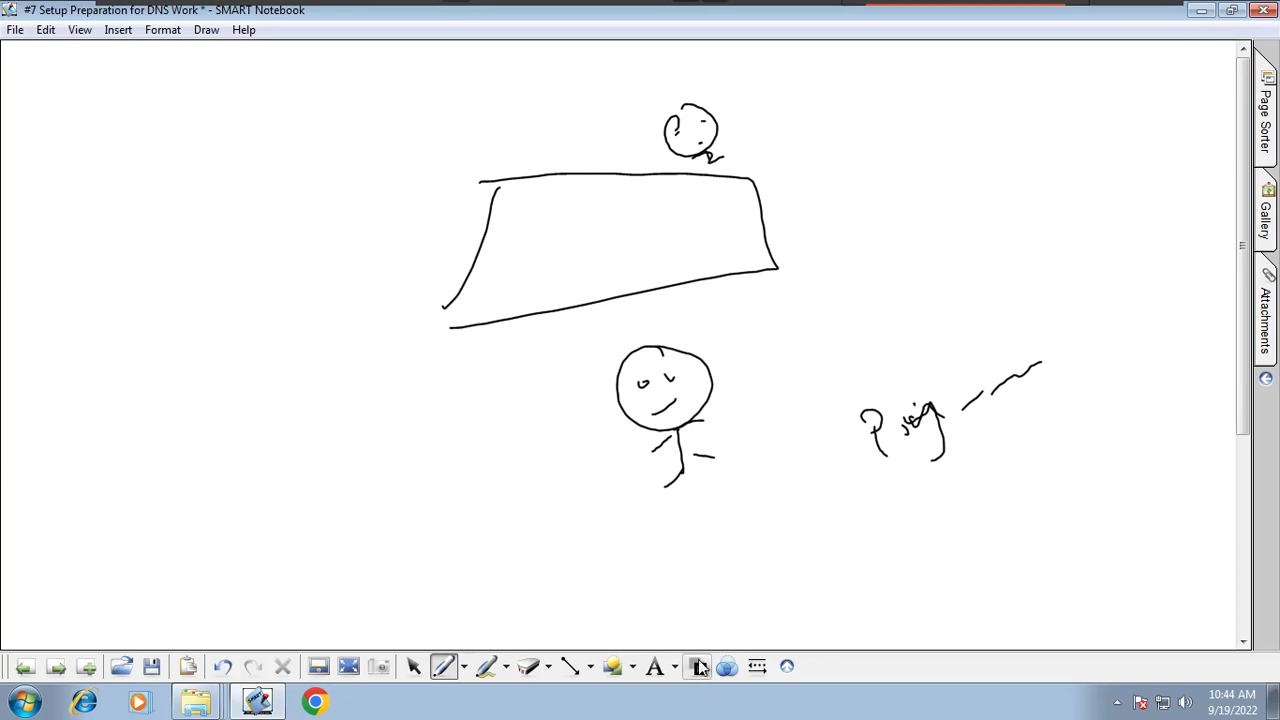 #7 Setup Preparation for DNS Work * - SMART Notebook
File Edit View Insert Format Draw Help
Page Sorter
Gallery
Attachments
A
10:44 AM
9/19/2022